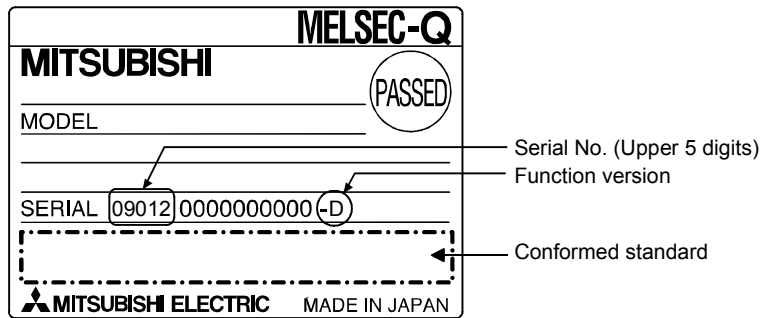 MELSEC-Q
MITSUBISHI
PASSED
MODEL
Serial No. (Upper 5 digits)
Function version
SERIAL 09012 0000000000 -D
Conformed standard
MITSUBISHI ELECTRIC MADE IN JAPAN